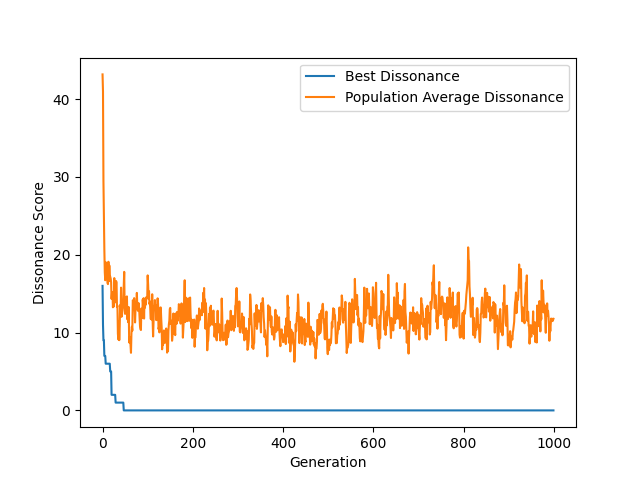 Best Dissonance
Population Average Dissonance
Dissonance Score
40
30
20
10
0
0 200 400 600 800 1000
Generation